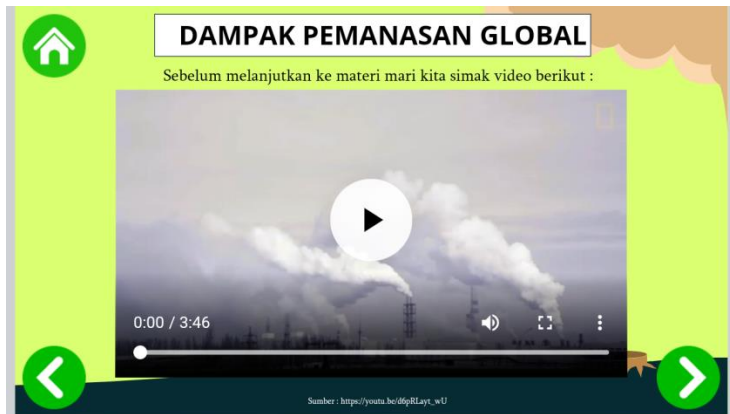 DAMPAK PEMANASAN GLOBAL
Sebelum melanjutkan ke materi mari kita simak video berikut :
0:00 / 3:46
Sumber : https://youtu.be/d6pRLayt_wU